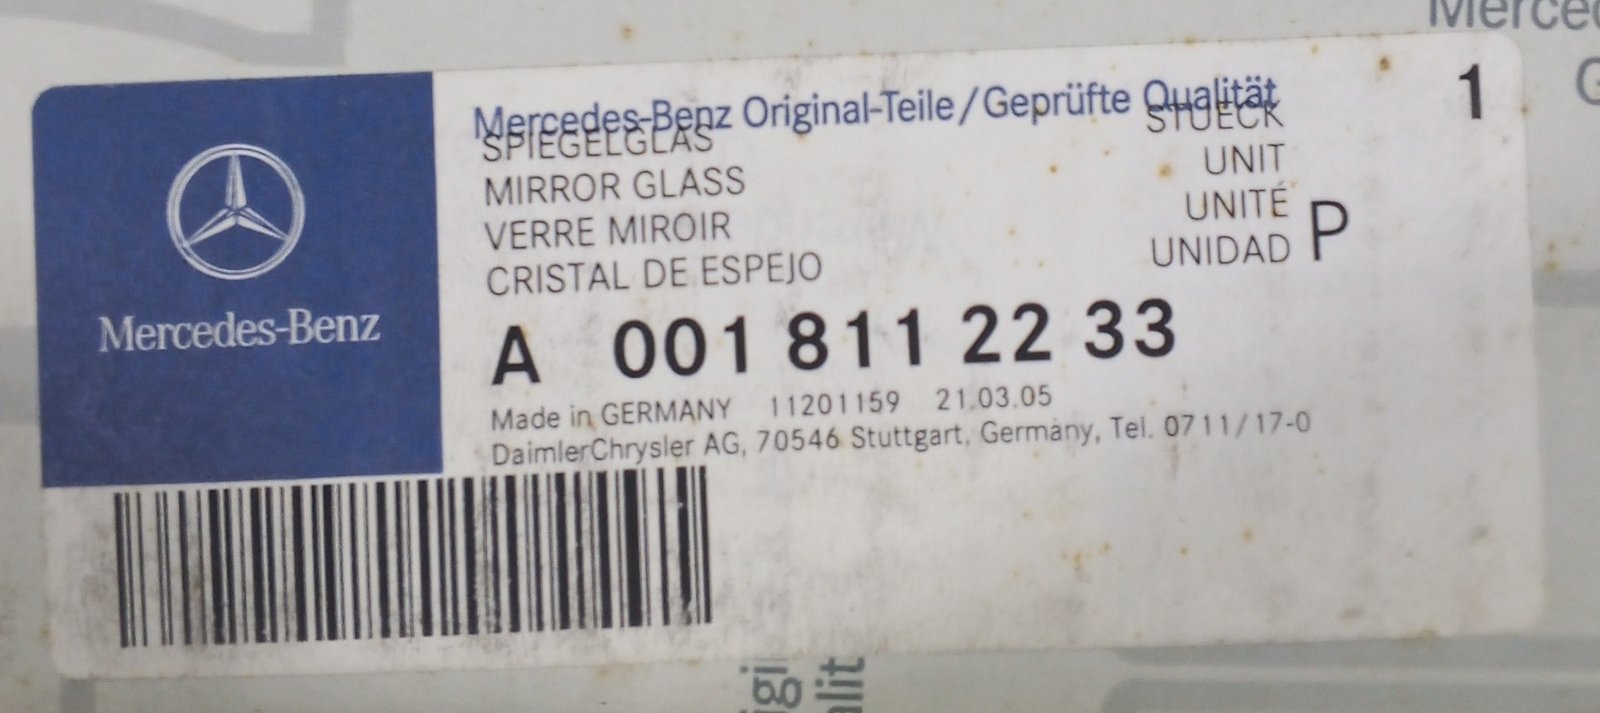 Merce
G
Mercedes-Benz
Mercedes-Benz Original-Teile/Geprüfte Qualität
SPIEGELGLAS STUECK 1
MIRROR GLASS UNIT
VERRE MIROIR UNITÉ
CRISTAL DE ESPEJO UNIDAD P
A 001 811 22 33
Made in GERMANY 11201159 21.03.05
DaimlerChrysler AG, 70546 Stuttgart, Germany, Tel. 0711/17-0
igi
alit